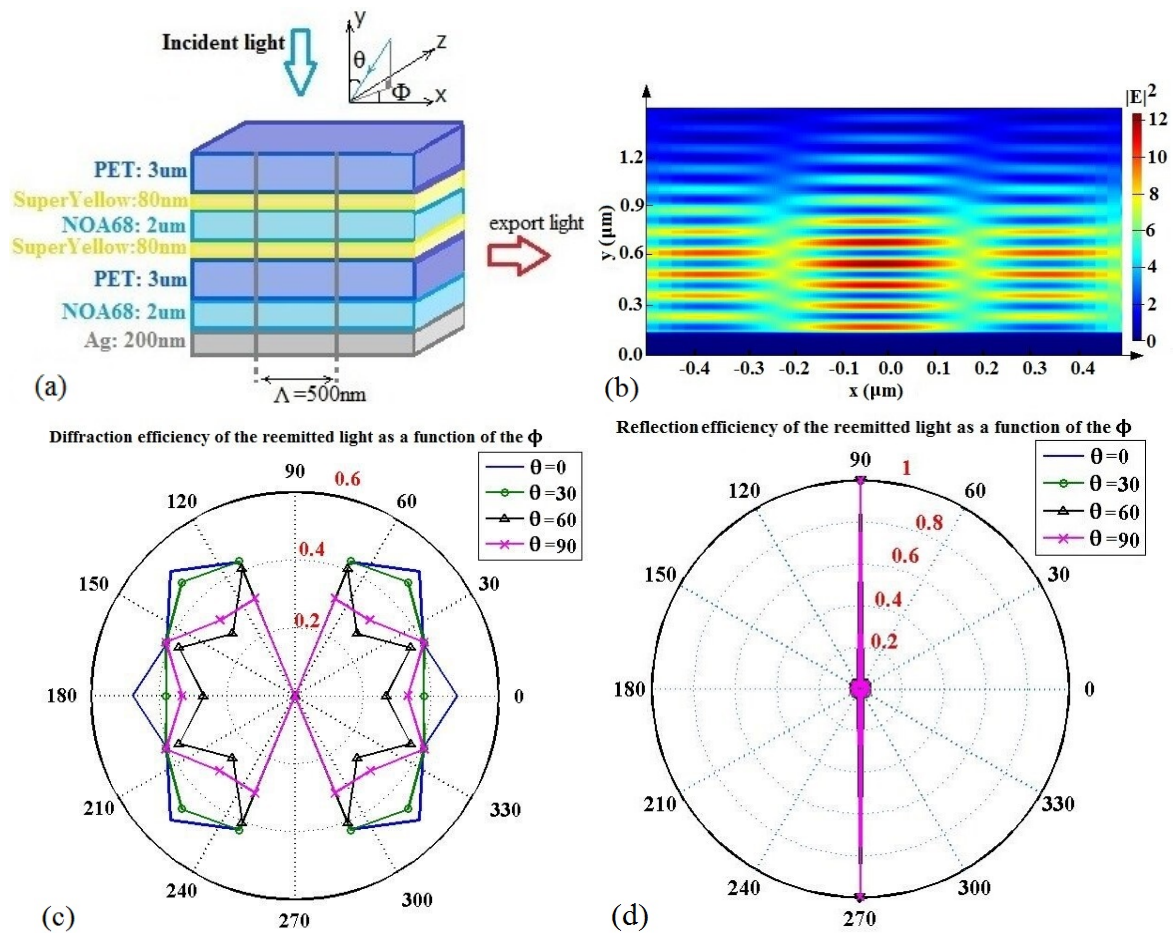 Incident light
y
z
θ
Φ
x
PET: 3um
SuperYellow:80nm
NOA68: 2um
SuperYellow:80nm
PET: 3um
NOA68: 2um
Ag: 200nm
export light
Λ =500nm
(a)
|E|²
12
10
8
6
4
2
0
y (μm)
1.2
0.9
0.6
0.3
0.0
-0.4 -0.3 -0.2 -0.1 0.0 0.1 0.2 0.3 0.4
x (μm)
(b)
Diffraction efficiency of the reemitted light as a function of the ϕ
θ=0
θ=30
θ=60
θ=90
90
60
30
0
330
300
270
240
210
180
150
120
0.6
0.4
0.2
(c)
Reflection efficiency of the reemitted light as a function of the ϕ
θ=0
θ=30
θ=60
θ=90
90
60
30
0
330
300
270
240
210
180
150
120
1
0.8
0.6
0.4
0.2
(d)